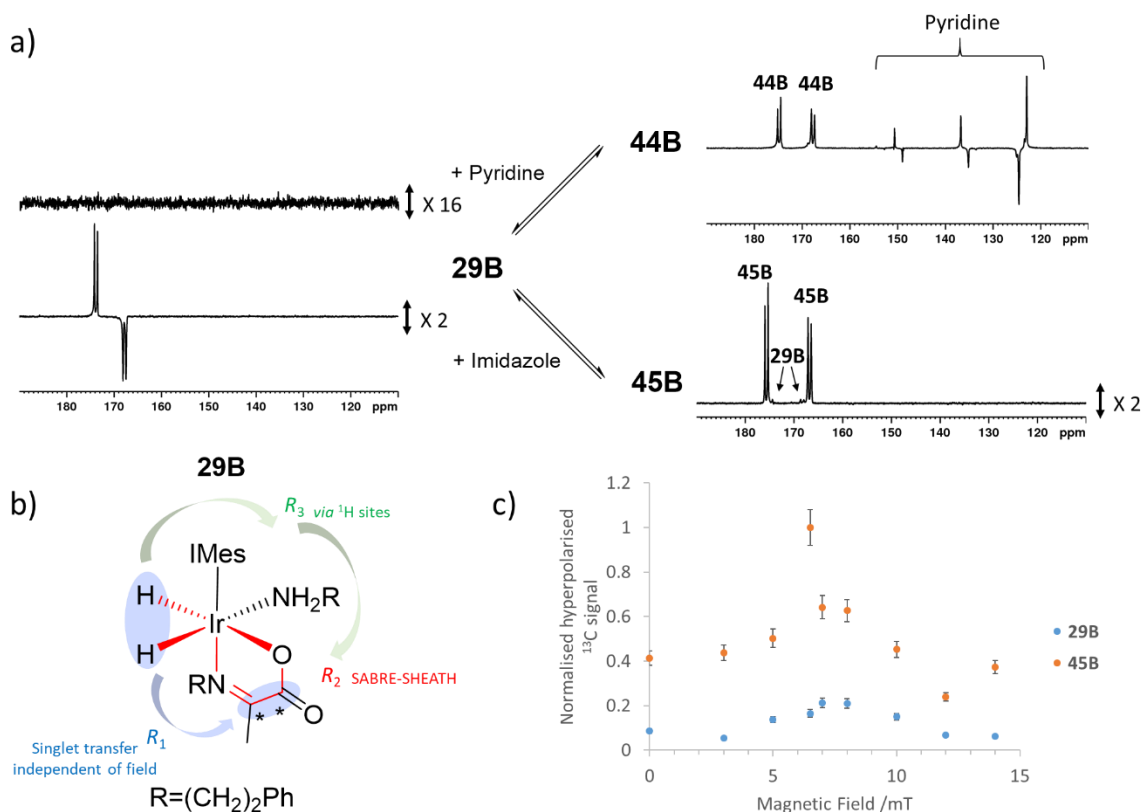 a)
Pyridine
44B 44B
44B
+ Pyridine
X 16
180 170 160 150 140 130 120 ppm
29B
45B
45B
29B
X 2
+ Imidazole
45B
X 2
180 170 160 150 140 130 120 ppm
180 170 160 150 140 130 120 ppm
29B
b)
R3 via 1H sites
IMes
H
NH2R
Ir
H
O
R2 SABRE-SHEATH
RN
O
* *
R1
Singlet transfer
independent of field
R=(CH2)2Ph
c)
1.2
1
0.8
0.6
0.4
0.2
0
Normalised hyperpolarised
13C signal
0 5 10 15
Magnetic Field /mT
29B
45B